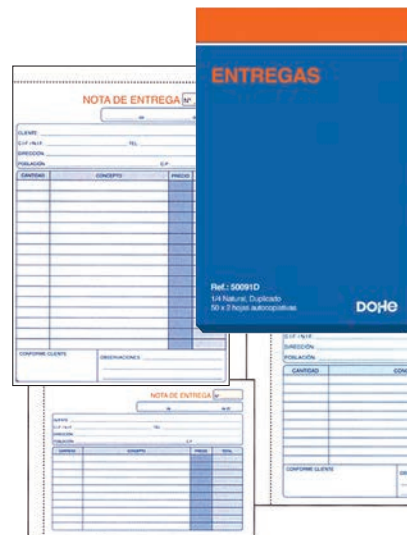 ENTREGAS
Ref.: 50091D
1/4 Natural, Duplicado
50 x 2 hojas autocopiativas
DOHE
NOTA DE ENTREGA Nº
CLIENTE
C.I.F./N.I.F. TEL.
DIRECCIÓN
POBLACIÓN C.P.
CANTIDAD CONCEPTO PRECIO
CONFORME CLIENTE OBSERVACIONES
C.I.F./N.I.F.
DIRECCIÓN
POBLACIÓN
CANTIDAD
CONFORME CLIENTE
NOTA DE ENTREGA Nº
CLIENTE
C.I.F./N.I.F. TEL.
DIRECCIÓN
POBLACIÓN C.P.
CANTIDAD CONCEPTO PRECIO TOTAL